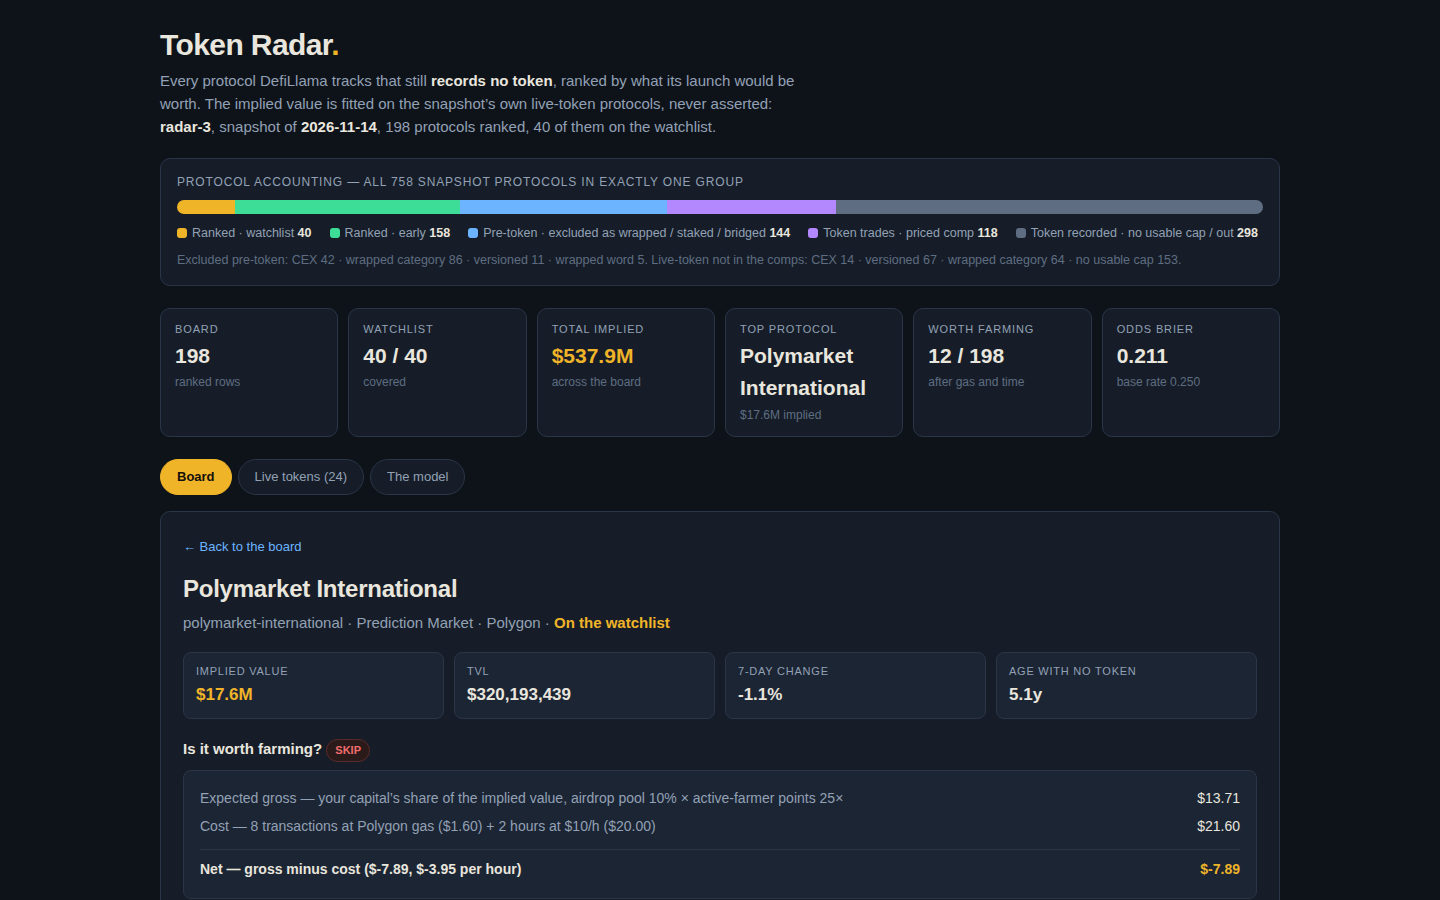 Token Radar.
Every protocol DefiLlama tracks that still records no token, ranked by what its launch would be
worth. The implied value is fitted on the snapshot’s own live-token protocols, never asserted:
radar-3, snapshot of 2026-11-14, 198 protocols ranked, 40 of them on the watchlist.
PROTOCOL ACCOUNTING — ALL 758 SNAPSHOT PROTOCOLS IN EXACTLY ONE GROUP
Ranked · watchlist 40 Ranked · early 158 Pre-token · excluded as wrapped / staked / bridged 144 Token trades · priced comp 118 Token recorded · no usable cap / out 298
Excluded pre-token: CEX 42 · wrapped category 86 · versioned 11 · wrapped word 5. Live-token not in the comps: CEX 14 · versioned 67 · wrapped category 64 · no usable cap 153.
BOARD
198
ranked rows
WATCHLIST
40 / 40
covered
TOTAL IMPLIED
$537.9M
across the board
TOP PROTOCOL
Polymarket
International
$17.6M implied
WORTH FARMING
12 / 198
after gas and time
ODDS BRIER
0.211
base rate 0.250
Board Live tokens (24) The model
← Back to the board
Polymarket International
polymarket-international · Prediction Market · Polygon · On the watchlist
IMPLIED VALUE
$17.6M
TVL
$320,193,439
7-DAY CHANGE
-1.1%
AGE WITH NO TOKEN
5.1y
Is it worth farming? SKIP
Expected gross — your capital’s share of the implied value, airdrop pool 10% × active-farmer points 25× $13.71
Cost — 8 transactions at Polygon gas ($1.60) + 2 hours at $10/h ($20.00) $21.60
Net — gross minus cost ($-7.89, $-3.95 per hour) $-7.89